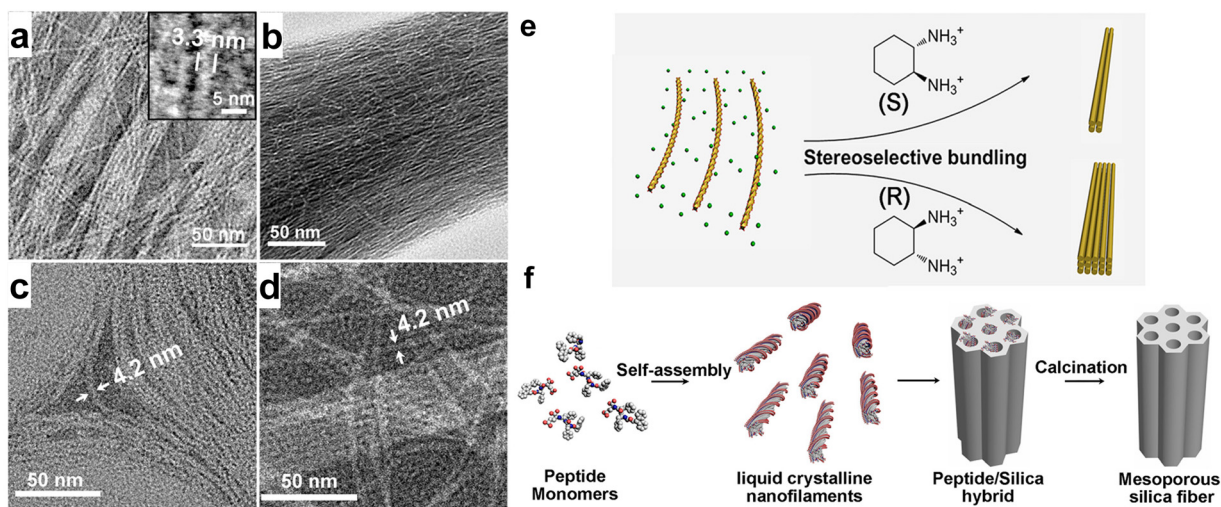 a
3.3 nm
5 nm
50 nm
b
50 nm
c
4.2 nm
50 nm
d
4.2 nm
50 nm
e
NH₃⁺
NH₃⁺
(S)
Stereoselective bundling
(R)
NH₃⁺
NH₃⁺
f
Self-assembly
Calcination
Peptide
Monomers
liquid crystalline
nanofilaments
Peptide/Silica
hybrid
Mesoporous
silica fiber